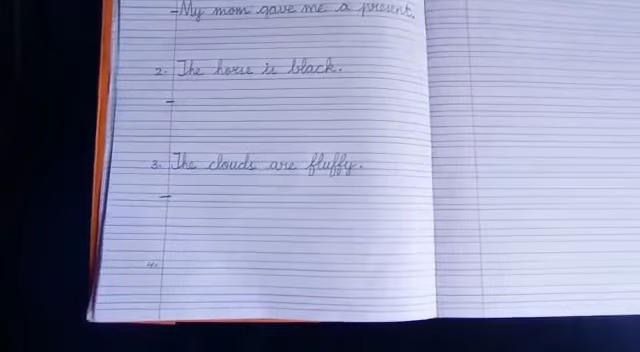 -My mom gave me a present.
2. The horse is black.
-
3. The clouds are fluffy.
-
4.